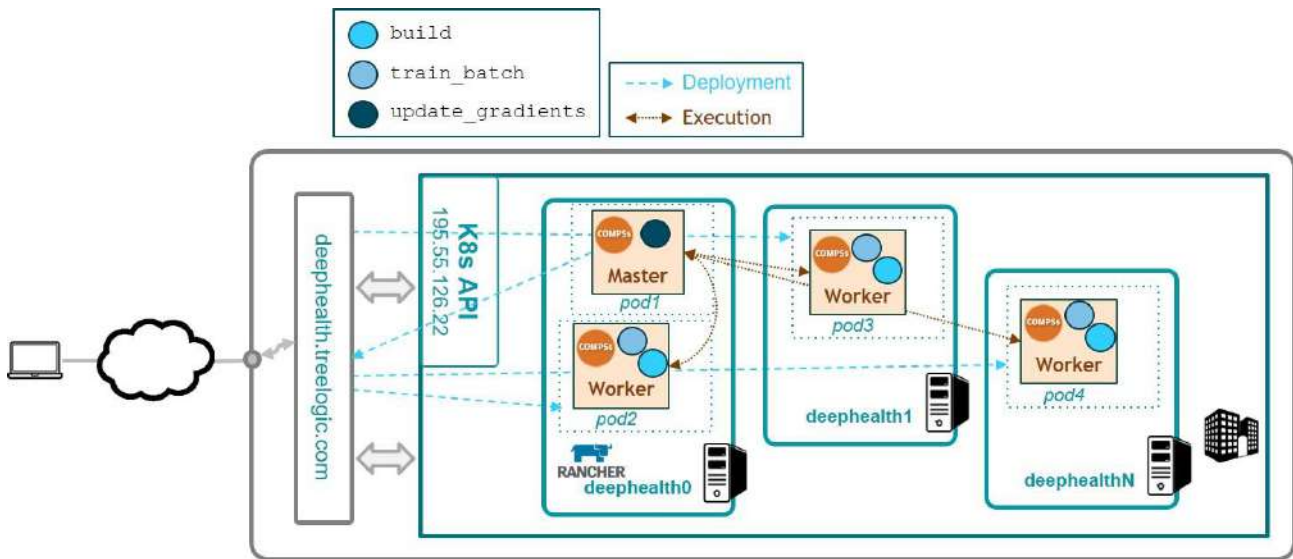 build
train_batch
update_gradients
Deployment
Execution
deephealth.treelogic.com
K8s API
195.55.126.22
COMPSs
Master
pod1
COMPSs
Worker
pod2
RANCHER
deephealth0
COMPSs
Worker
pod3
deephealth1
COMPSs
Worker
pod4
deephealthN